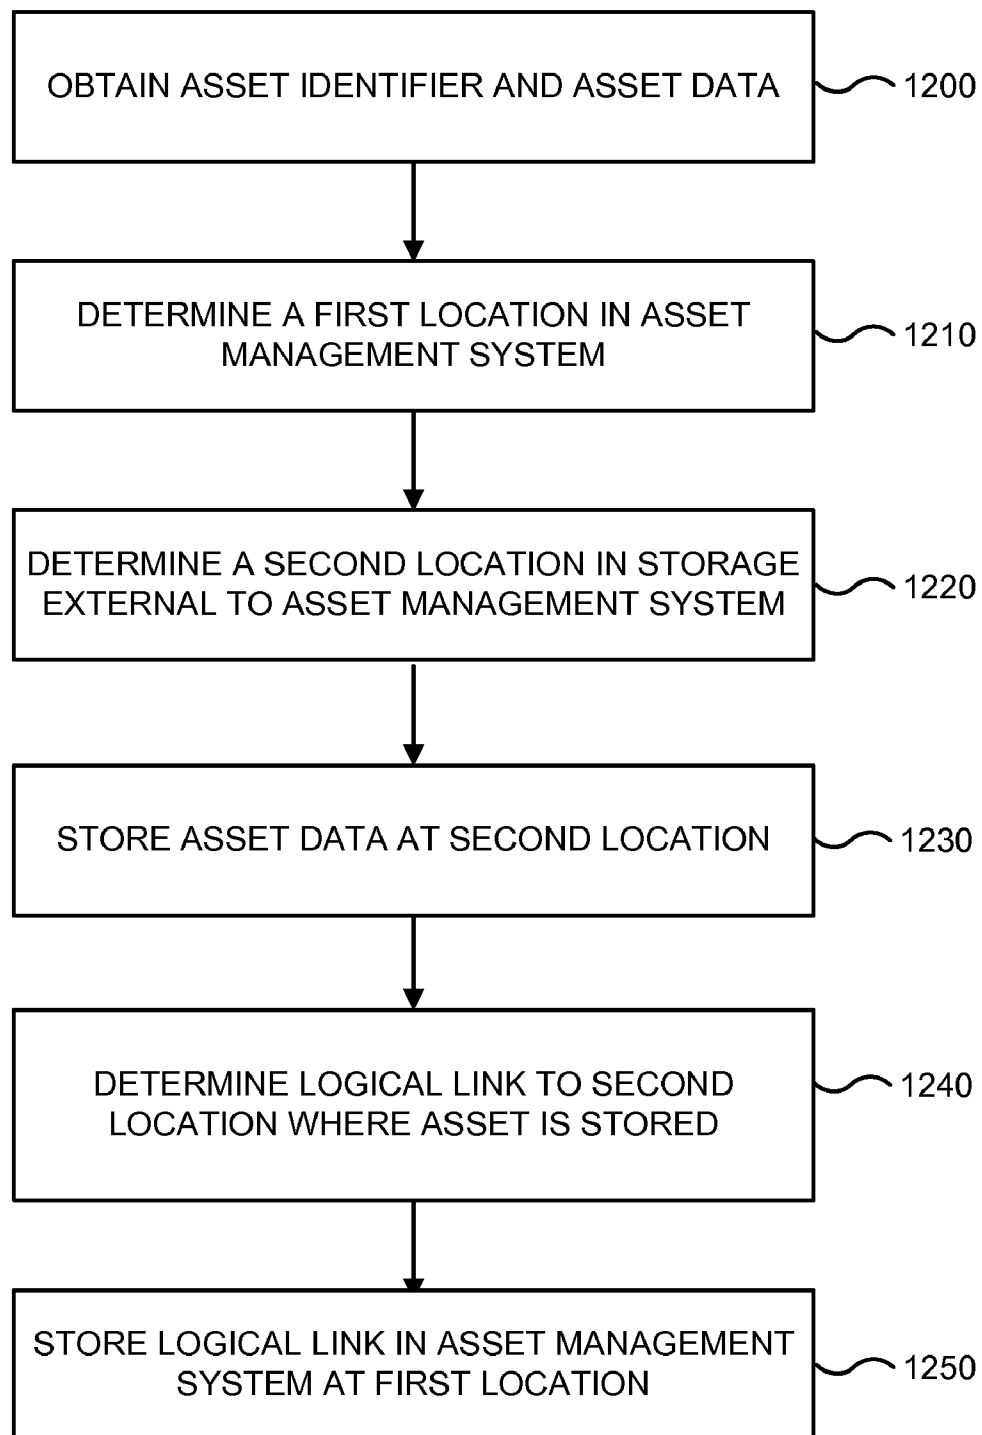 OBTAIN ASSET IDENTIFIER AND ASSET DATA
1200
DETERMINE A FIRST LOCATION IN ASSET
MANAGEMENT SYSTEM
1210
DETERMINE A SECOND LOCATION IN STORAGE
EXTERNAL TO ASSET MANAGEMENT SYSTEM
1220
STORE ASSET DATA AT SECOND LOCATION
1230
DETERMINE LOGICAL LINK TO SECOND
LOCATION WHERE ASSET IS STORED
1240
STORE LOGICAL LINK IN ASSET MANAGEMENT
SYSTEM AT FIRST LOCATION
1250